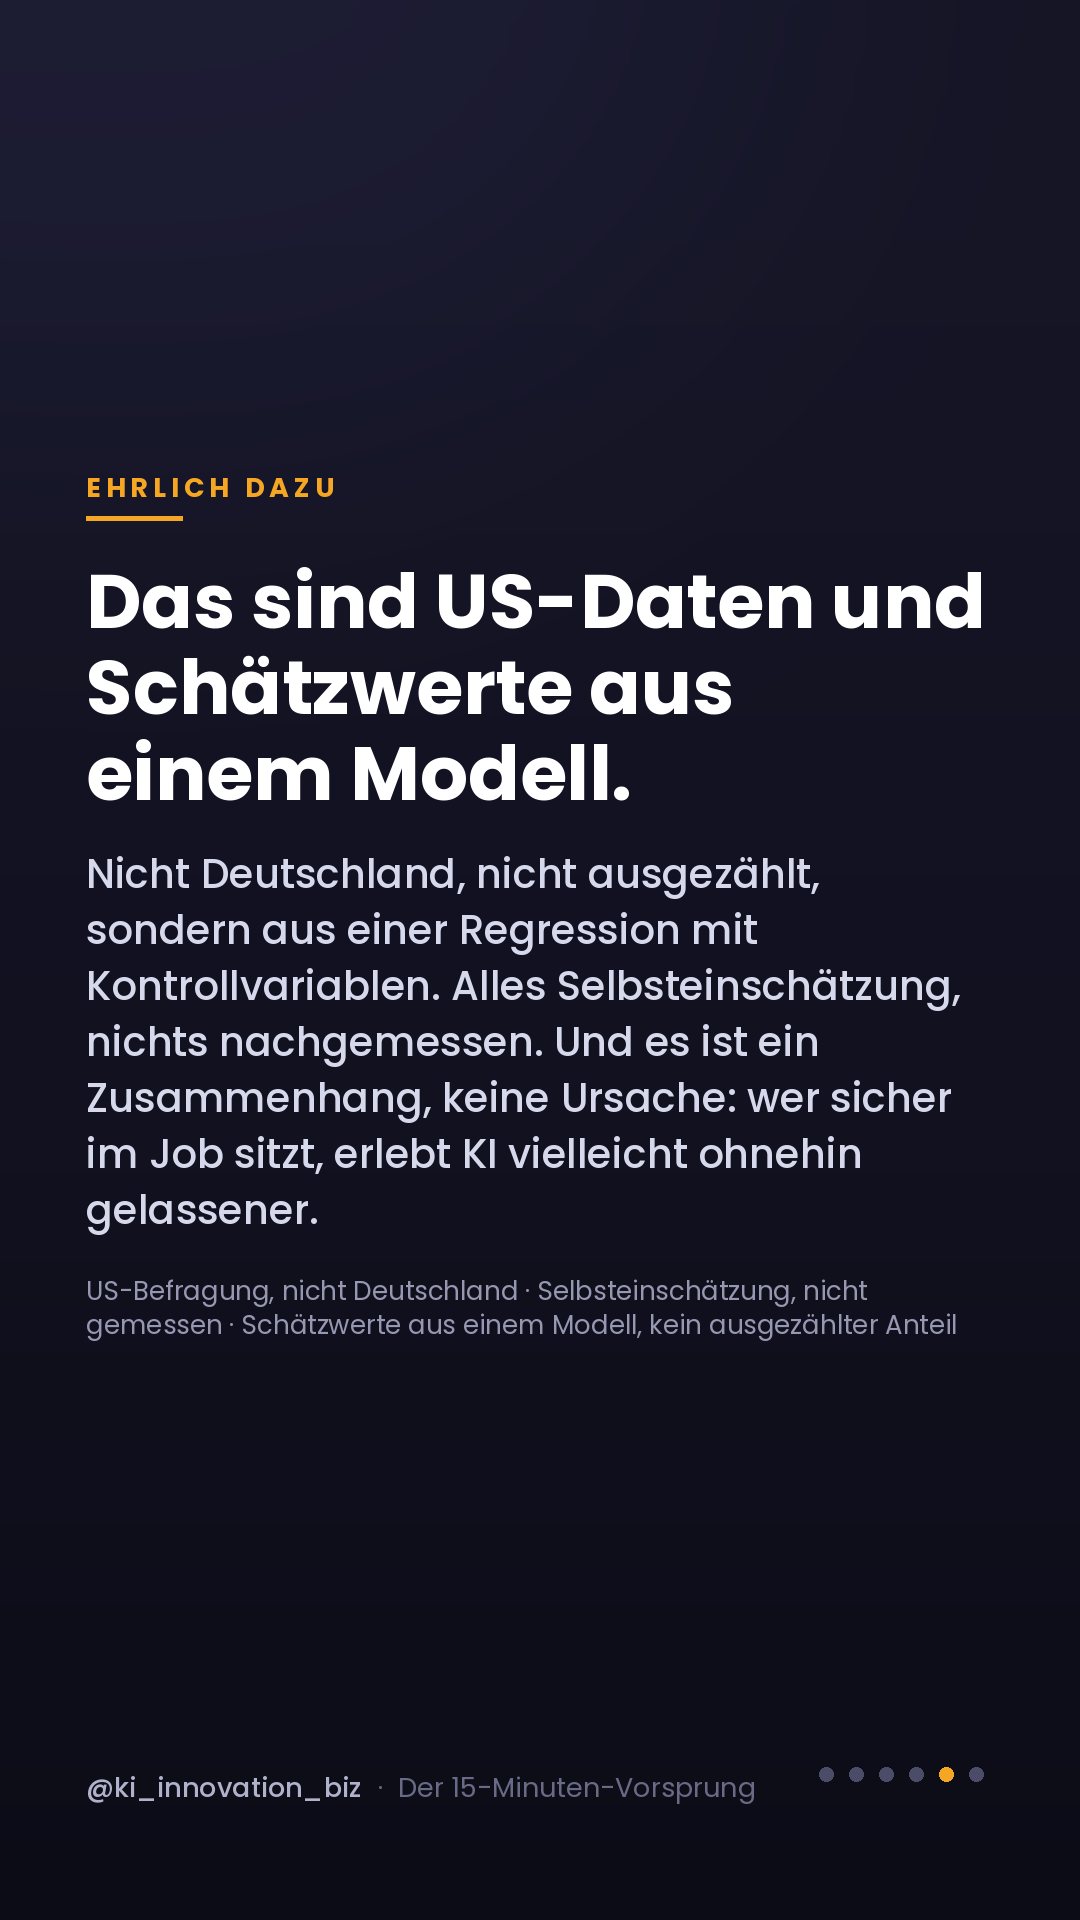 EHRLICH DAZU
Das sind US-Daten und
Schätzwerte aus
einem Modell.
Nicht Deutschland, nicht ausgezählt,
sondern aus einer Regression mit
Kontrollvariablen. Alles Selbsteinschätzung,
nichts nachgemessen. Und es ist ein
Zusammenhang, keine Ursache: wer sicher
im Job sitzt, erlebt KI vielleicht ohnehin
gelassener.
US-Befragung, nicht Deutschland · Selbsteinschätzung, nicht
gemessen · Schätzwerte aus einem Modell, kein ausgezählter Anteil
@ki_innovation_biz · Der 15-Minuten-Vorsprung